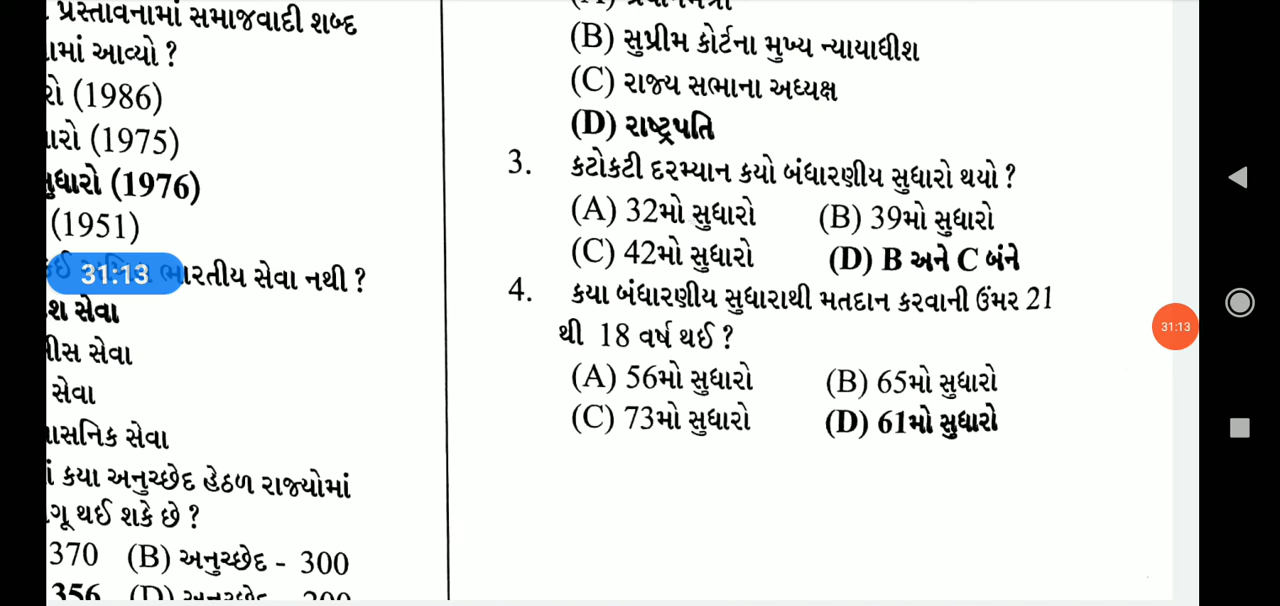 પ્રસ્તાવનામાં સમાજવાદી શબ્દ
આવ્યો ?
(1986)
(1975)
સુધારો (1976)
(1951)
31:13 ભારતીય સેવા નથી ?
સેવા
સેવા
સેવા
સેવા
કયા અનુચ્છેદ હેઠળ રાજ્યોમાં
થઈ શકે છે ?
370 (B) અનુચ્છેદ - 300
356 (D)
(B) સુપ્રીમ કોર્ટના મુખ્ય ન્યાયાધીશ
(C) રાજ્ય સભાના અધ્યક્ષ
(D) રાષ્ટ્રપતિ
3. કટોકટી દરમ્યાન કયો બંધારણીય સુધારો થયો ?
(A) 32મો સુધારો (B) 39મો સુધારો
(C) 42મો સુધારો (D) B અને C બંને
4. કયા બંધારણીય સુધારાથી મતદાન કરવાની ઉંમર 21
થી 18 વર્ષ થઈ ?
(A) 56મો સુધારો (B) 65મો સુધારો
(C) 73મો સુધારો (D) 61મો સુધારો
31:13